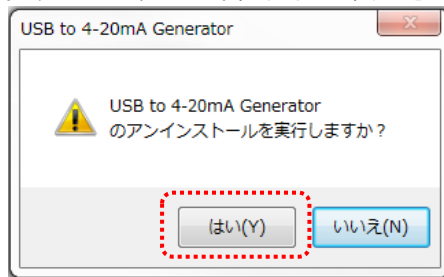 USB to 4-20mA Generator
USB to 4-20mA Generator
のアンインストールを実行しますか？
はい(Y)
いいえ(N)